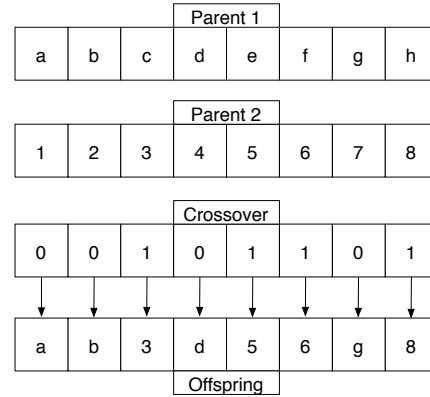 Parent 1
a b c d e f g h
Parent 2
1 2 3 4 5 6 7 8
Crossover
0 0 1 0 1 1 0 1
a b 3 d 5 6 g 8
Offspring